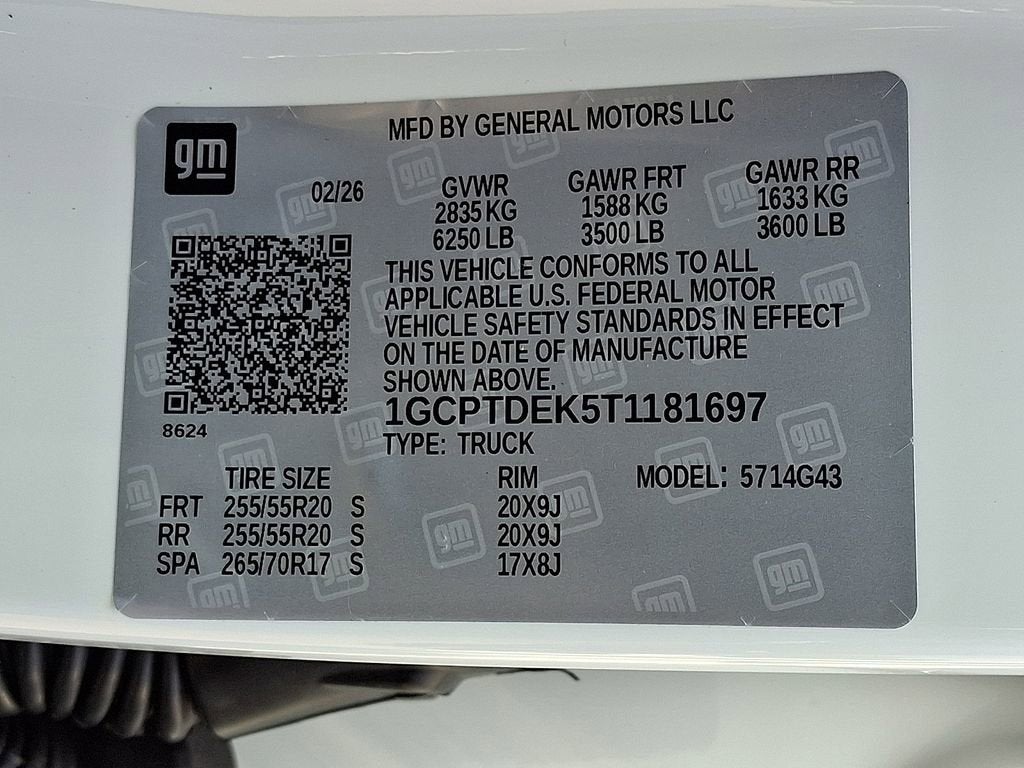 MFD BY GENERAL MOTORS LLC
gm
02/26
GVWR GAWR FRT GAWR RR
2835 KG 1588 KG 1633 KG
6250 LB 3500 LB 3600 LB
THIS VEHICLE CONFORMS TO ALL
APPLICABLE U.S. FEDERAL MOTOR
VEHICLE SAFETY STANDARDS IN EFFECT
ON THE DATE OF MANUFACTURE
SHOWN ABOVE.
1GCPTDEK5T1181697
8624
TYPE: TRUCK
TIRE SIZE RIM MODEL: 5714G43
FRT 255/55R20 S 20X9J
RR 255/55R20 S 20X9J
SPA 265/70R17 S 17X8J